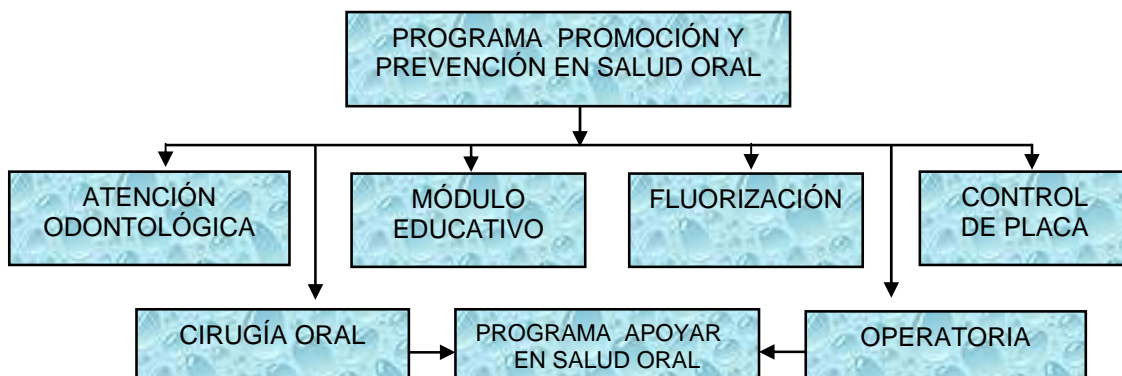 PROGRAMA PROMOCIÓN Y
PREVENCIÓN EN SALUD ORAL
ATENCIÓN
ODONTOLÓGICA
MÓDULO
EDUCATIVO
FLUORIZACIÓN
CONTROL
DE PLACA
CIRUGÍA ORAL
PROGRAMA APOYAR
EN SALUD ORAL
OPERATORIA